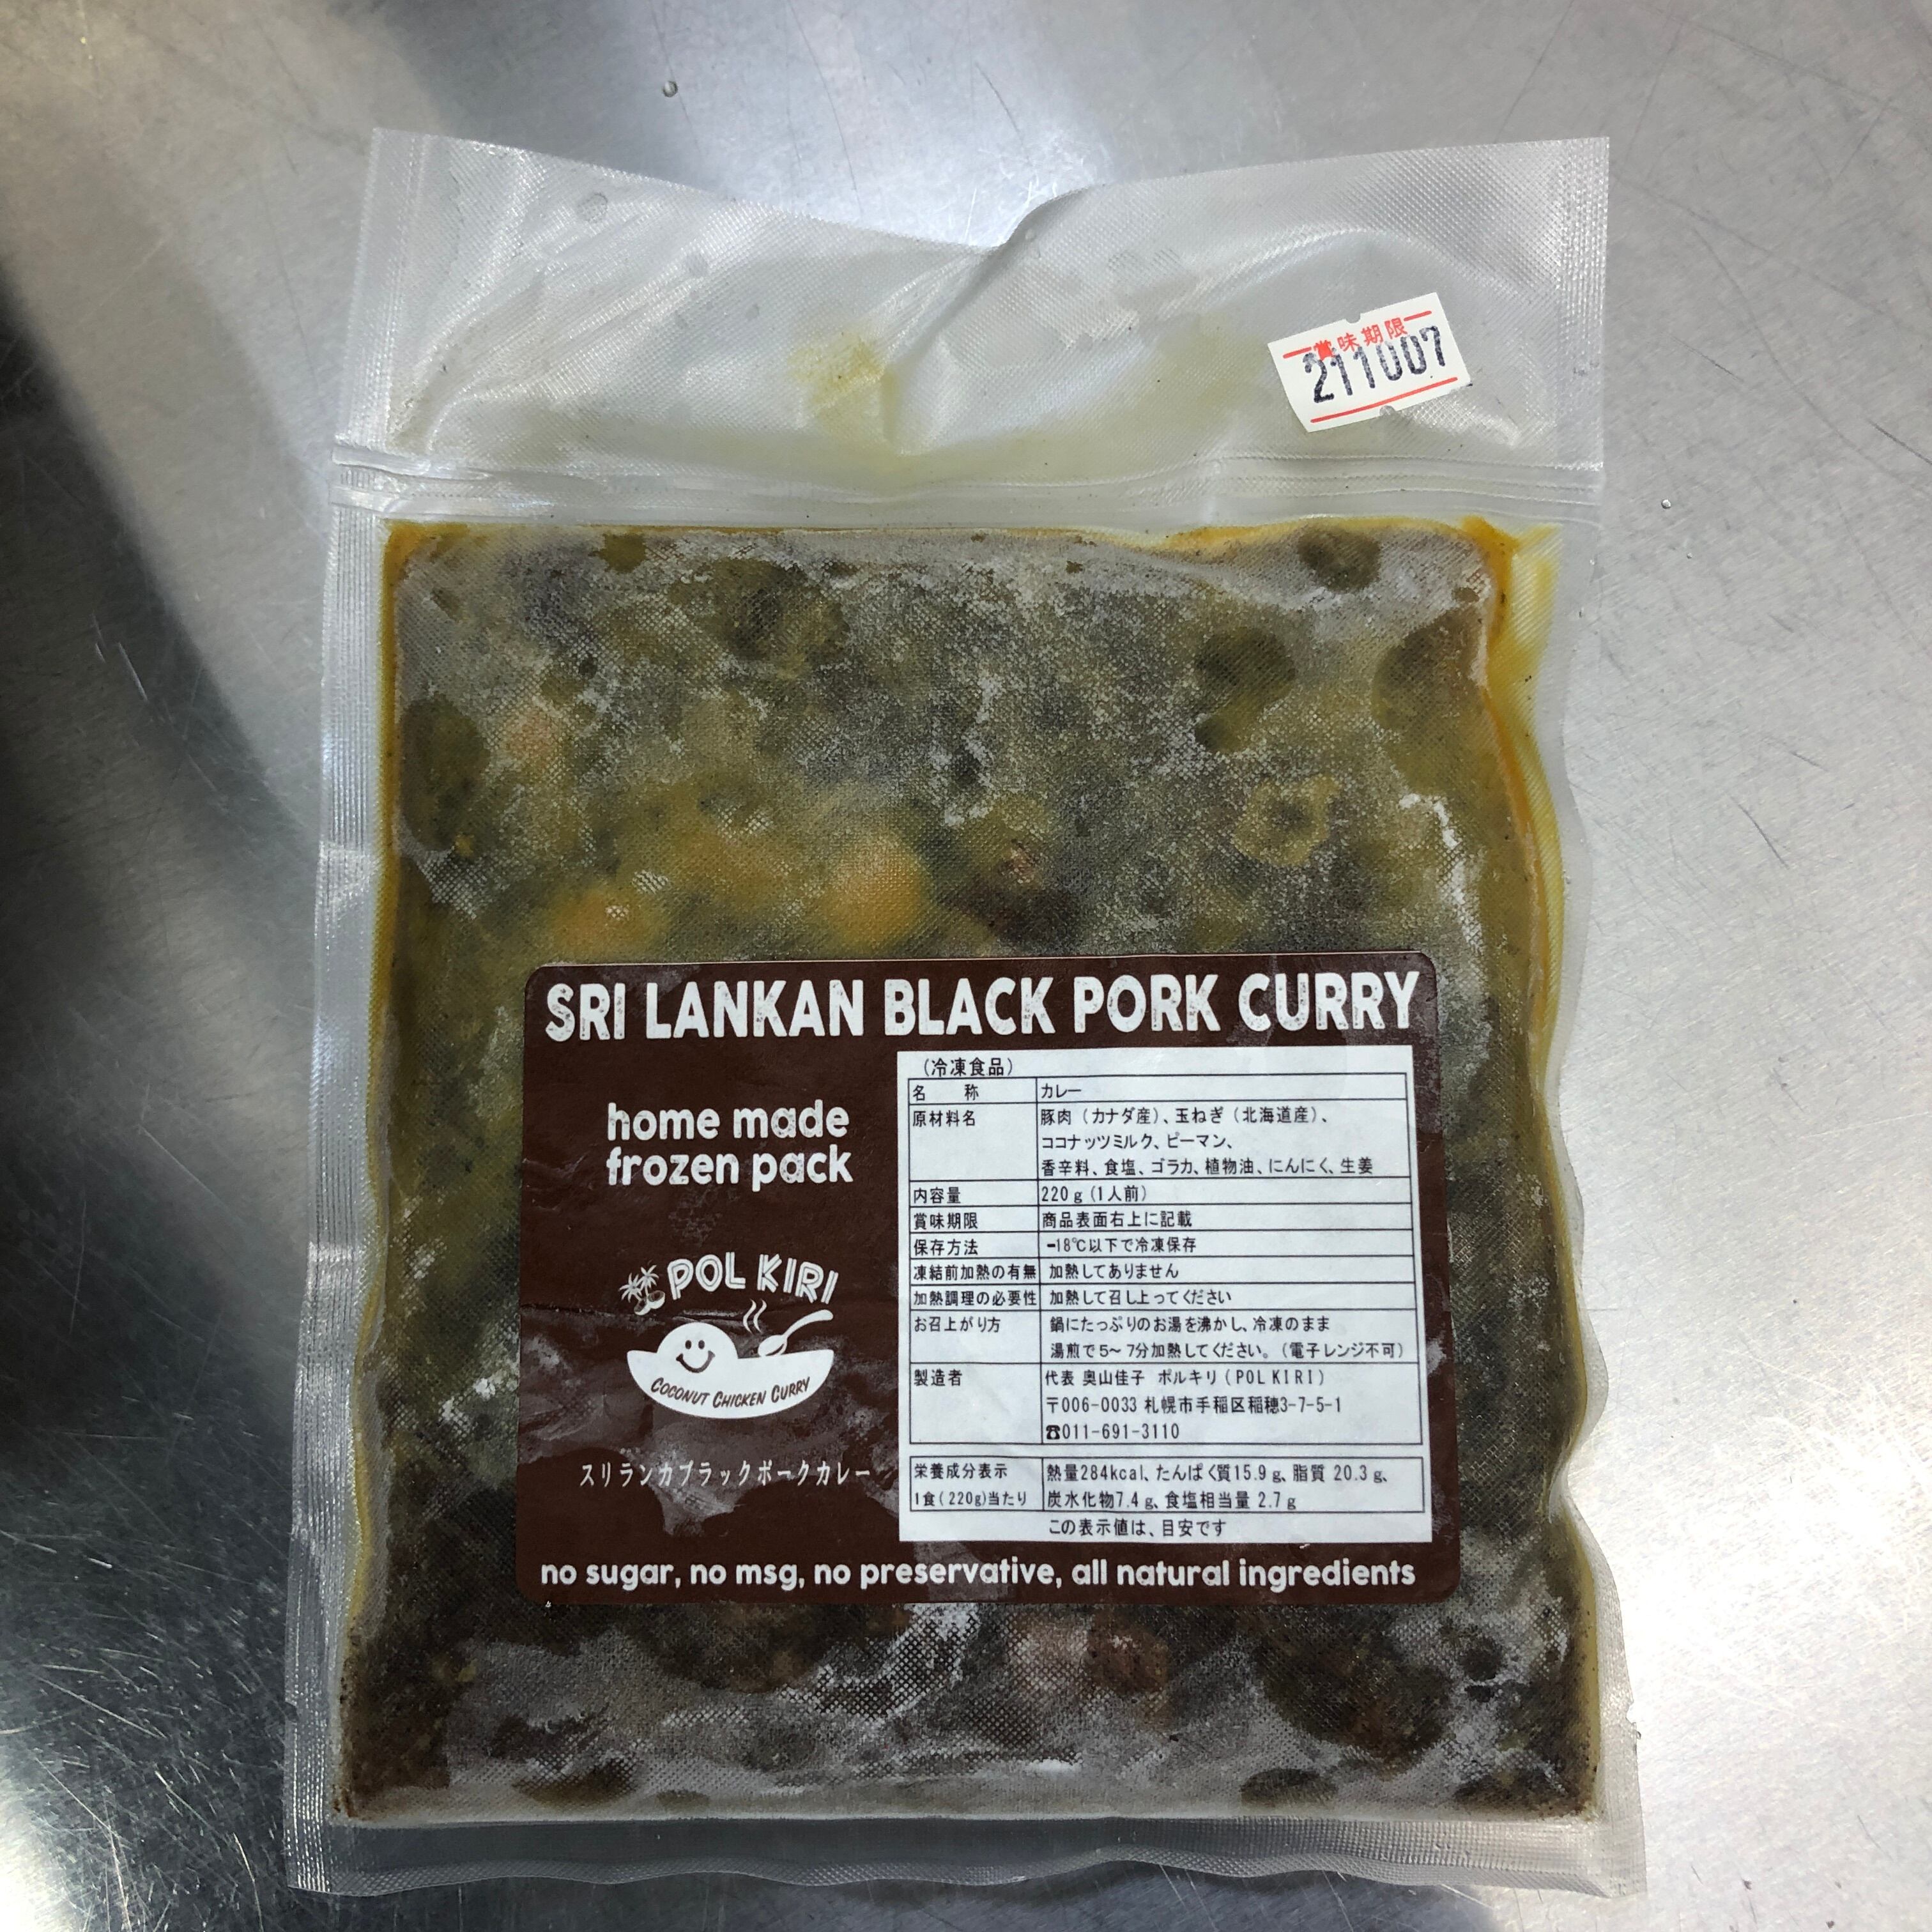 賞味期限
211007
SRI LANKAN BLACK PORK CURRY
home made
frozen pack
POL KIRI
COCONUT CHICKEN CURRY
スリランカブラックポークカレー
(冷凍食品)
名 称 カレー
原材料名 豚肉(カナダ産)、玉ねぎ(北海道産)、
ココナッツミルク、ピーマン、
香辛料、食塩、ゴラカ、植物油、にんにく、生姜
内容量 220g(1人前)
賞味期限 商品表面右上に記載
保存方法 -18℃以下で冷凍保存
凍結前加熱の有無 加熱してありません
加熱調理の必要性 加熱して召し上ってください
お召上がり方 鍋にたっぷりのお湯を沸かし、冷凍のまま
湯煎で5~7分加熱してください。(電子レンジ不可)
製造者 代表 奥山佳子 ポルキリ(POL KIRI)
〒006-0033 札幌市手稲区稲穂3-7-5-1
☎011-691-3110
栄養成分表示 熱量284kcal、たんぱく質15.9g、脂質 20.3g、
1食(220g)当たり 炭水化物7.4g、食塩相当量 2.7g
この表示値は、目安です
no sugar, no msg, no preservative, all natural ingredients